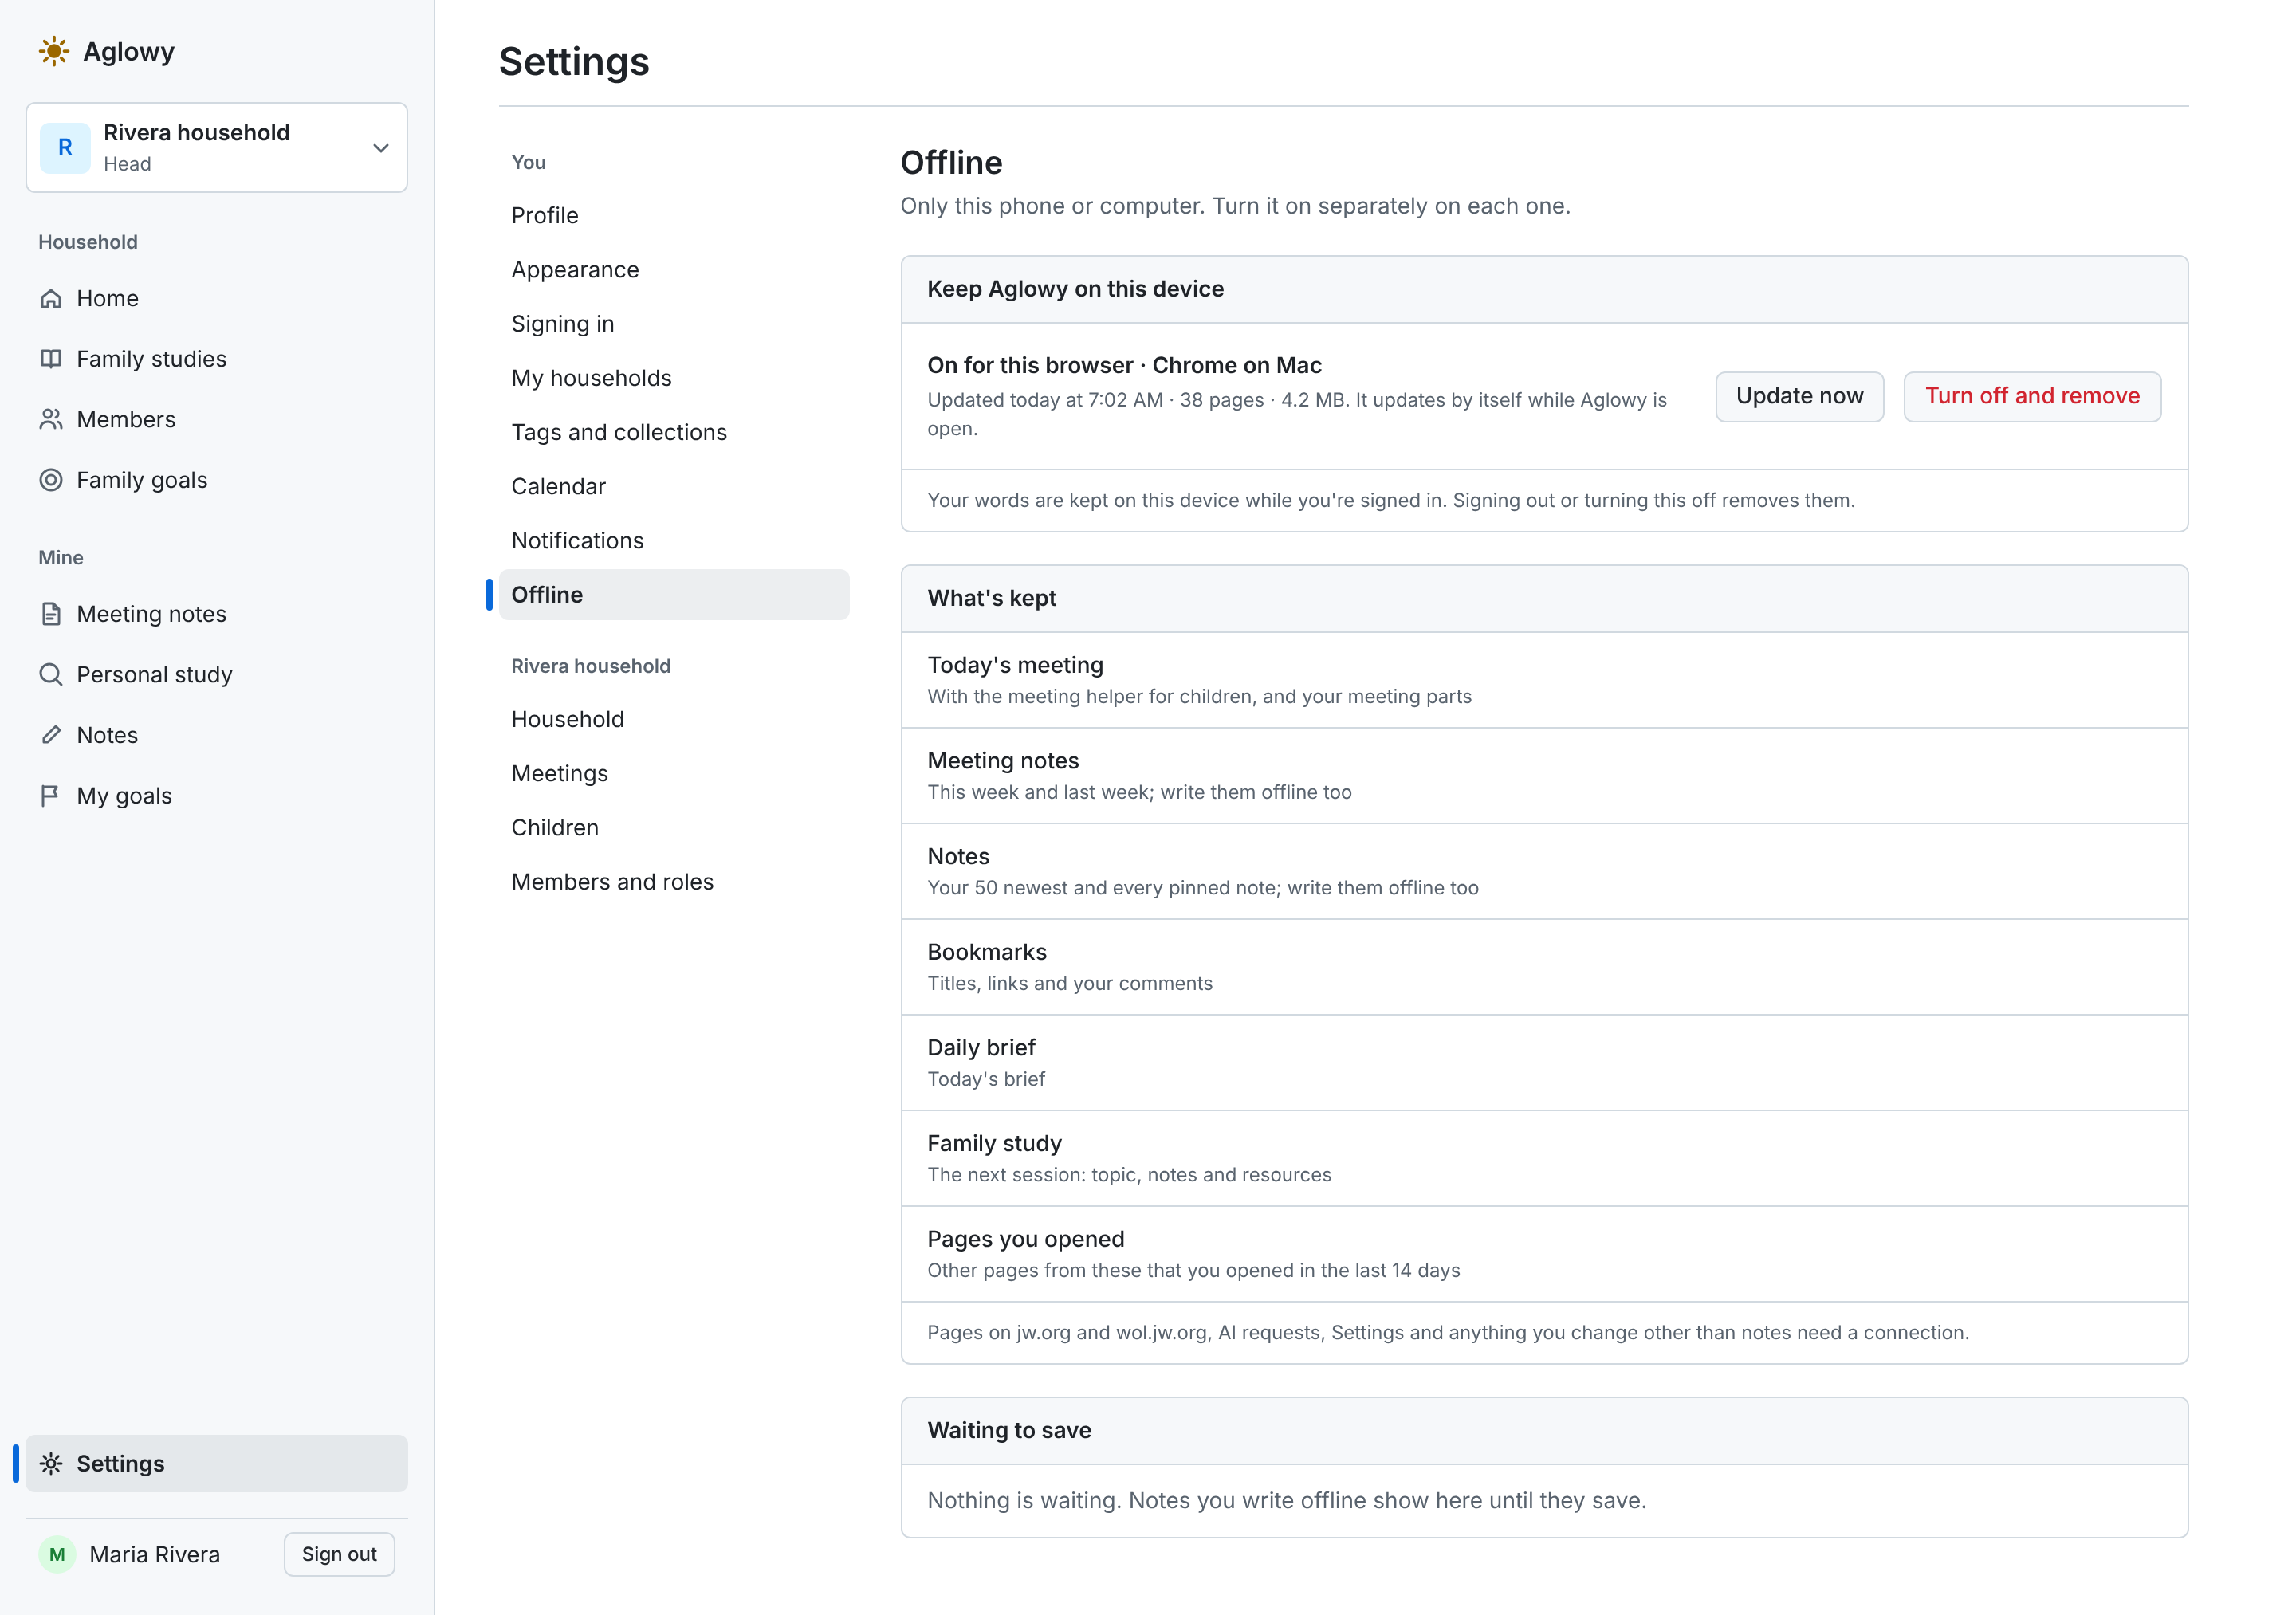 Aglowy
R
Rivera household
Head
Household
Home
Family studies
Members
Family goals
Mine
Meeting notes
Personal study
Notes
My goals
Settings
M
Maria Rivera
Sign out
Settings
You
Profile
Appearance
Signing in
My households
Tags and collections
Calendar
Notifications
Offline
Rivera household
Household
Meetings
Children
Members and roles
Offline
Only this phone or computer. Turn it on separately on each one.
Keep Aglowy on this device
On for this browser · Chrome on Mac
Updated today at 7:02 AM · 38 pages · 4.2 MB. It updates by itself while Aglowy is
open.
Update now
Turn off and remove
Your words are kept on this device while you're signed in. Signing out or turning this off removes them.
What's kept
Today's meeting
With the meeting helper for children, and your meeting parts
Meeting notes
This week and last week; write them offline too
Notes
Your 50 newest and every pinned note; write them offline too
Bookmarks
Titles, links and your comments
Daily brief
Today's brief
Family study
The next session: topic, notes and resources
Pages you opened
Other pages from these that you opened in the last 14 days
Pages on jw.org and wol.jw.org, AI requests, Settings and anything you change other than notes need a connection.
Waiting to save
Nothing is waiting. Notes you write offline show here until they save.